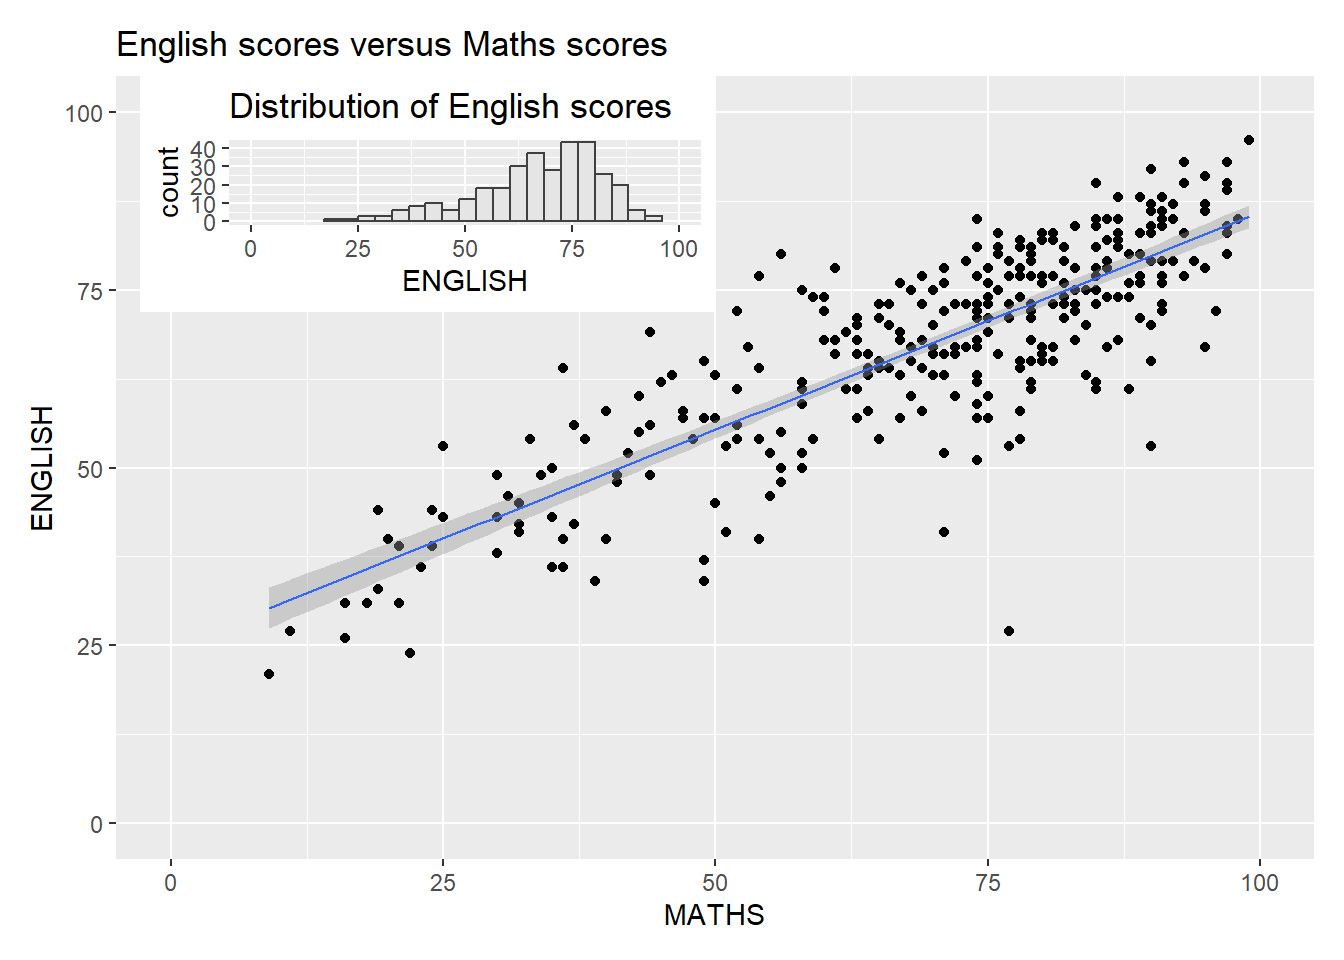 English scores versus Maths scores
Distribution of English scores
count
40
30
20
10
0
0 25 50 75 100
ENGLISH
ENGLISH
100
75
50
25
0
0 25 50 75 100
MATHS